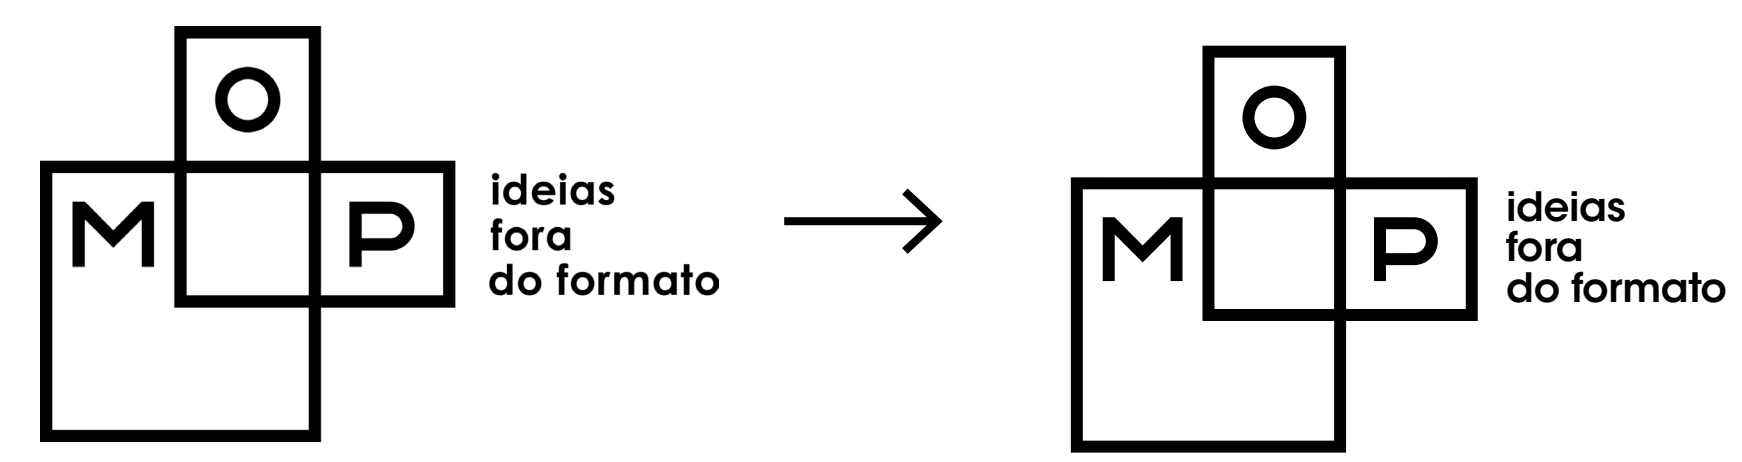 O
M P
ideias
fora
do formato
O
M P
ideias
fora
do formato